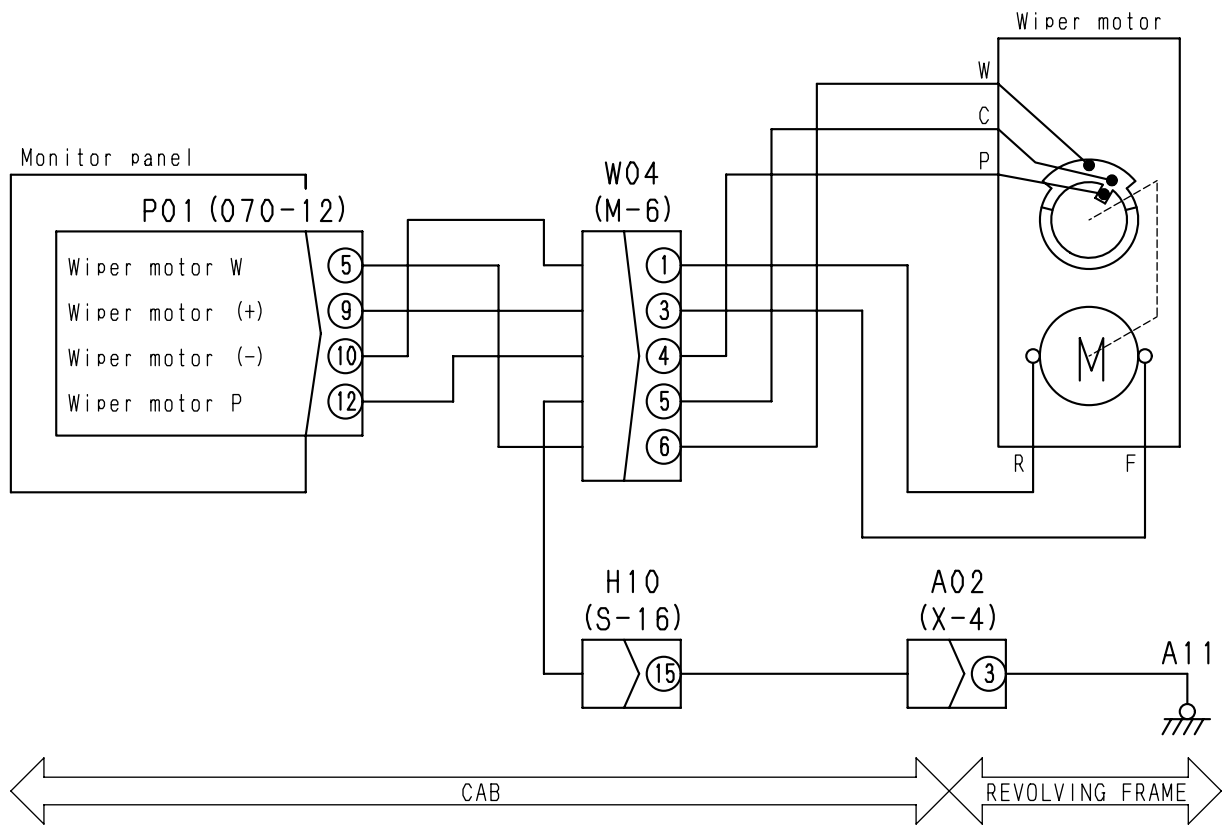 Wiper motor
W
C
P
Monitor panel
P01 (070-12)
W04
(M-6)
Wiper motor W
5
Wiper motor (+)
9
Wiper motor (-)
10
Wiper motor P
12
1
3
4
5
6
M
R
F
H10
(S-16)
15
A02
(X-4)
3
A11
CAB
REVOLVING FRAME